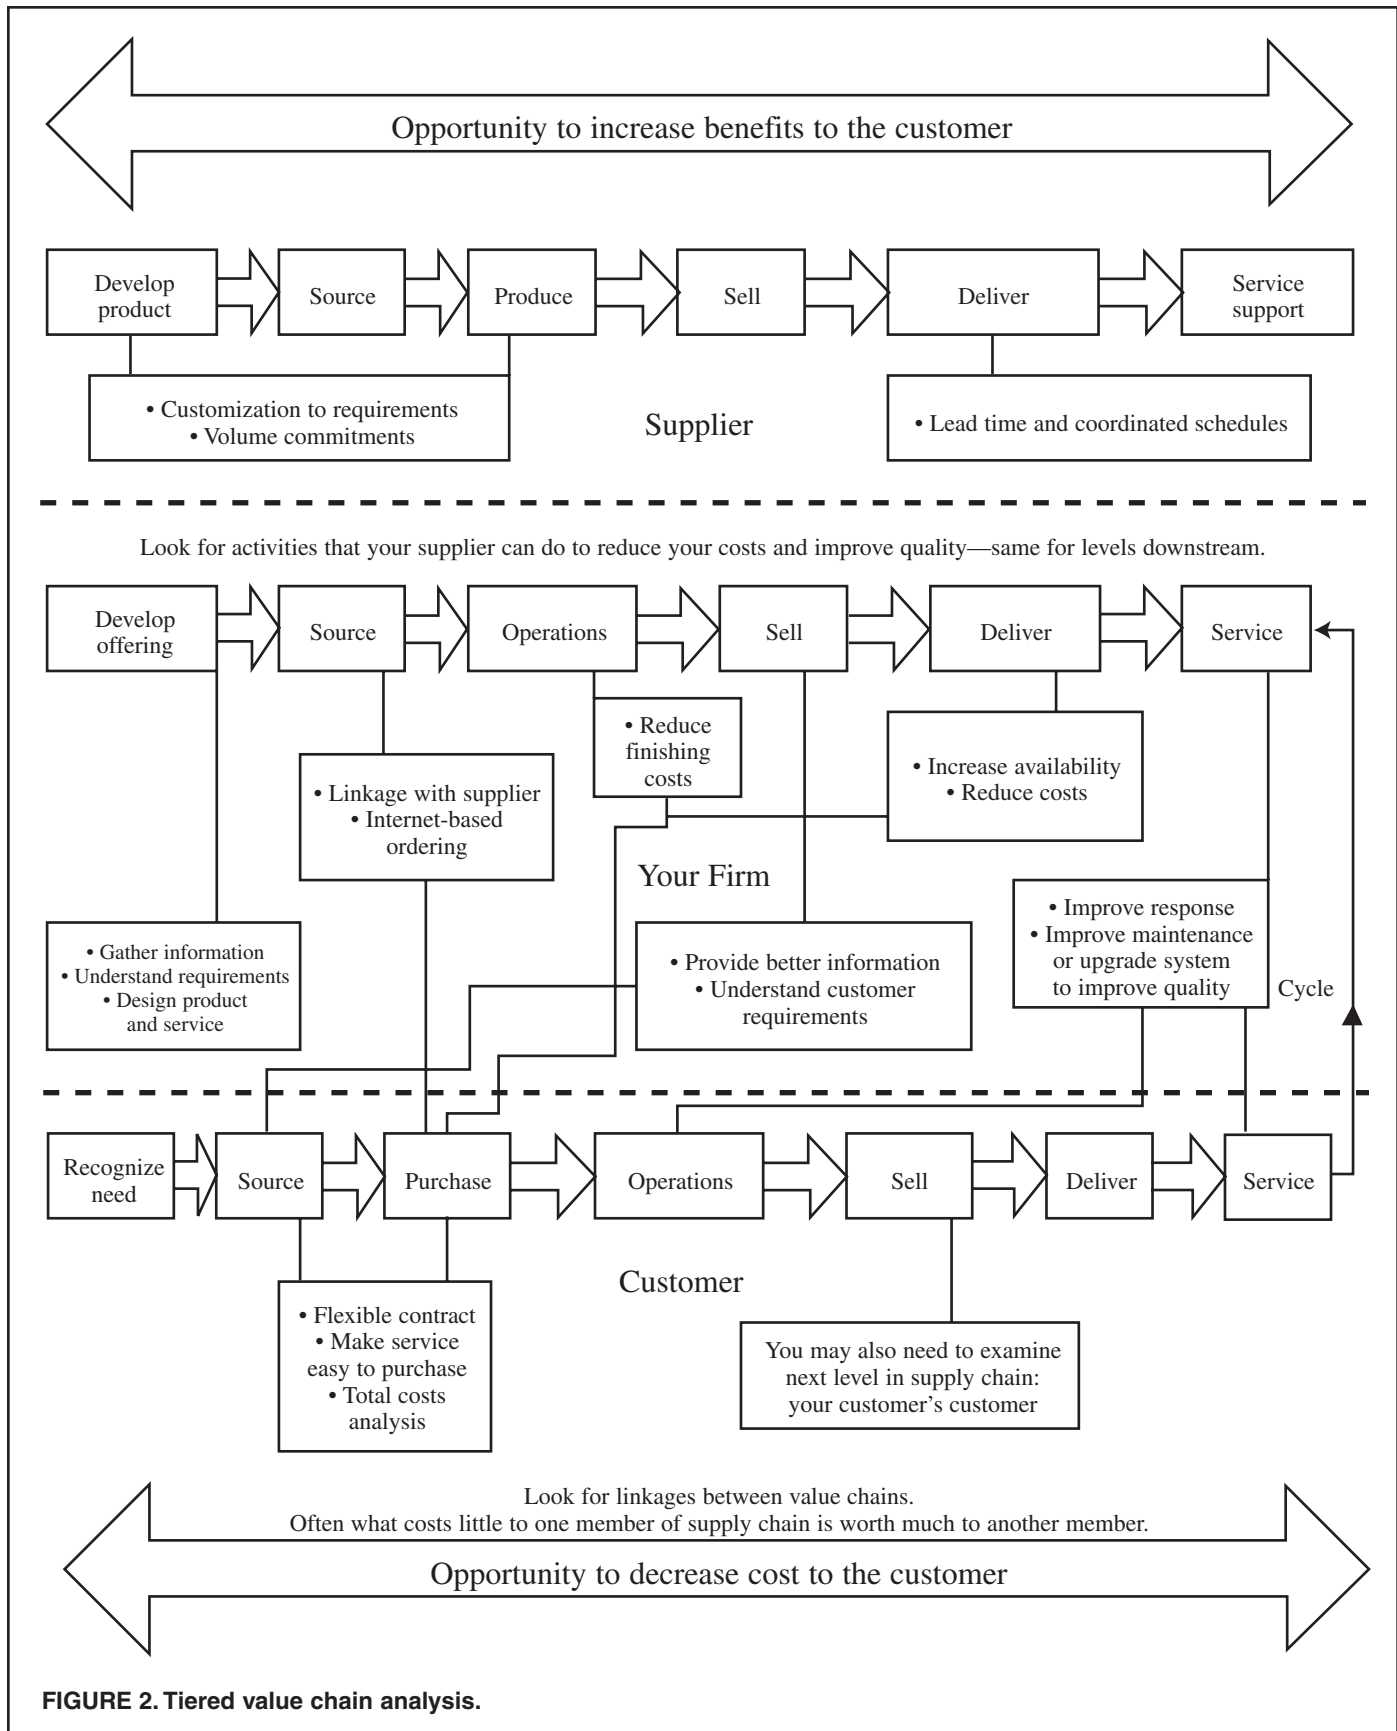 Opportunity to increase benefits to the customer
Develop
product
Source
Produce
Sell
Deliver
Service
support
• Customization to requirements
• Volume commitments
Supplier
• Lead time and coordinated schedules
Look for activities that your supplier can do to reduce your costs and improve quality—same for levels downstream.
Develop
offering
Source
Operations
Sell
Deliver
Service
• Reduce
finishing
costs
• Increase availability
• Reduce costs
• Linkage with supplier
• Internet-based
ordering
Your Firm
• Improve response
• Improve maintenance
or upgrade system
to improve quality
Cycle
• Gather information
• Understand requirements
• Design product
and service
• Provide better information
• Understand customer
requirements
Recognize
need
Source
Purchase
Operations
Sell
Deliver
Service
Customer
• Flexible contract
• Make service
easy to purchase
• Total costs
analysis
You may also need to examine
next level in supply chain:
your customer’s customer
Look for linkages between value chains.
Often what costs little to one member of supply chain is worth much to another member.
Opportunity to decrease cost to the customer
FIGURE 2. Tiered value chain analysis.